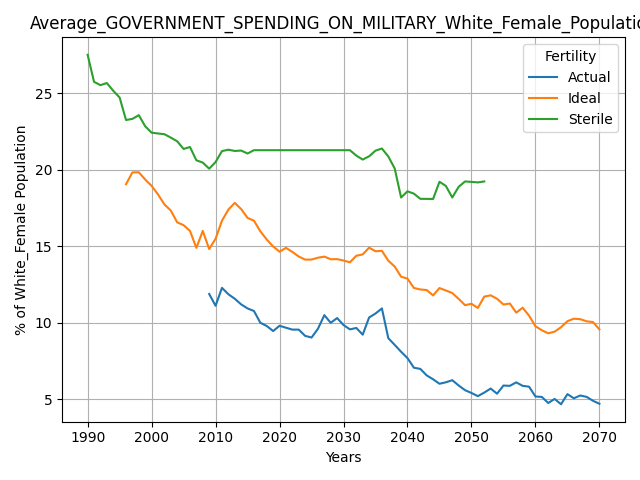 Average_GOVERNMENT_SPENDING_ON_MILITARY_White_Female_Populatio
Fertility
Actual
Ideal
Sterile
% of White_Female Population
25
20
15
10
5
1990 2000 2010 2020 2030 2040 2050 2060 2070
Years